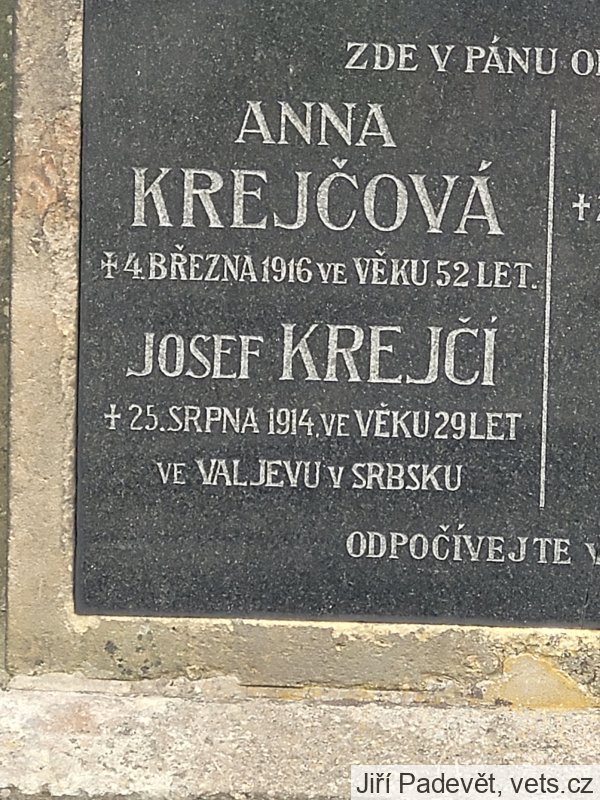 ZDE V PÁNU
ANNA
KREJČOVÁ
✝ 4. BŘEZNA 1916 VE VĚKU 52 LET.
JOSEF KREJČÍ
✝ 25. SRPNA 1914, VE VĚKU 29 LET
VE VALJEVU V SRBSKU
ODPOČÍVEJTE V
Jiří Padevět, vets.cz